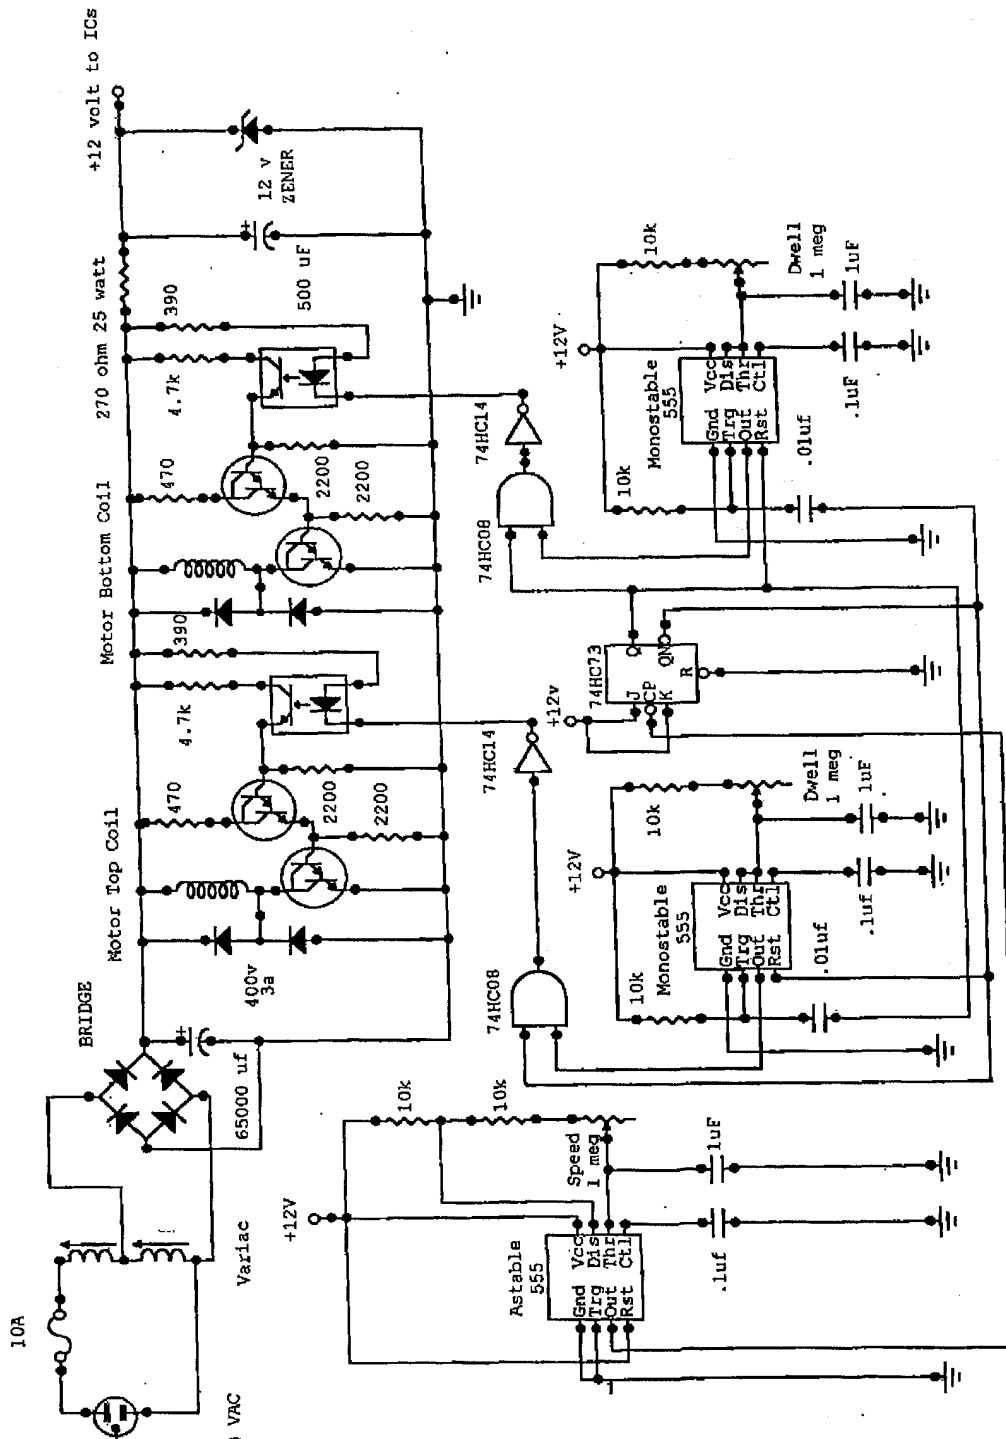 10A
VAC
Variac
BRIDGE
65000 uf
400v
3a
Motor Top Coil
470
2200
2200
4.7k
390
Motor Bottom Coil
470
2200
2200
4.7k
390
270 ohm 25 watt
500 uF
12 v
ZENER
+12 volt to ICs
74HC08
74HC14
74HC08
74HC14
+12V
10k
10k
Speed
1 meg
1uF
.1uf
Astable
555
Gnd Vcc
Trg Dis
Out Thr
Rst Ctl
+12V
10k
10k
Dwell
1 meg
1uF
.1uf
.01uf
Monostable
555
Gnd Vcc
Trg Dis
Out Thr
Rst Ctl
+12v
74HC73
J
CP
K
Q
QN
R
+12V
10k
10k
Dwell
1 meg
1uF
.1uF
.01uf
Monostable
555
Gnd Vcc
Trg Dis
Out Thr
Rst Ctl